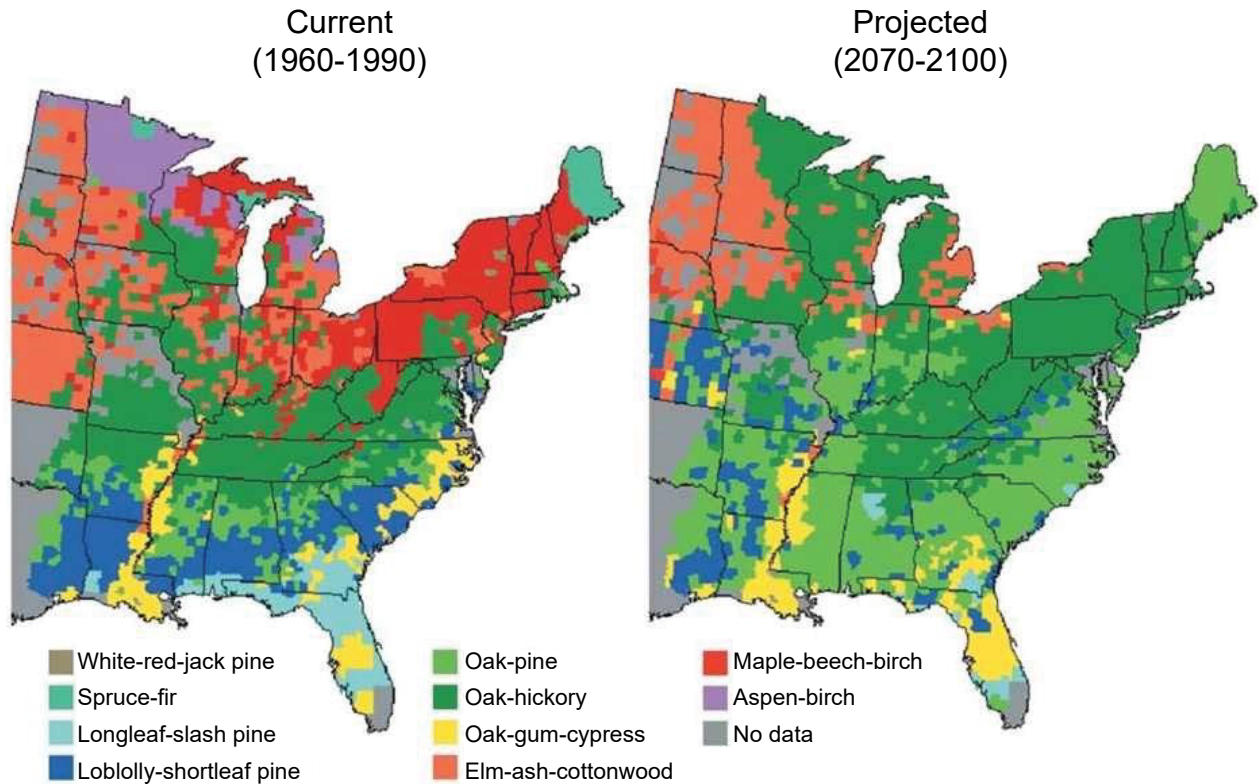 Current
(1960-1990)
Projected
(2070-2100)
White-red-jack pine
Spruce-fir
Longleaf-slash pine
Loblolly-shortleaf pine
Oak-pine
Oak-hickory
Oak-gum-cypress
Elm-ash-cottonwood
Maple-beech-birch
Aspen-birch
No data